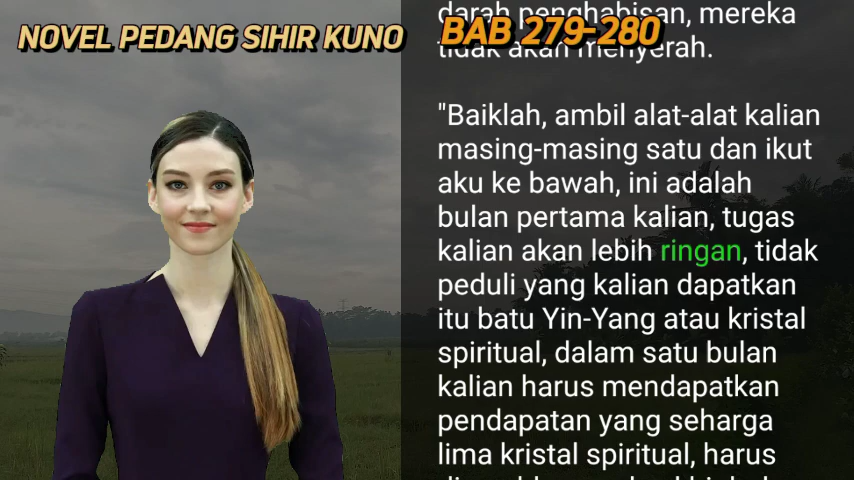 NOVEL PEDANG SIHIR KUNO
BAB 279-280
darah penghabisan, mereka
tidak akan menyerah.
"Baiklah, ambil alat-alat kalian
masing-masing satu dan ikut
aku ke bawah, ini adalah
bulan pertama kalian, tugas
kalian akan lebih ringan, tidak
peduli yang kalian dapatkan
itu batu Yin-Yang atau kristal
spiritual, dalam satu bulan
kalian harus mendapatkan
pendapatan yang seharga
lima kristal spiritual, harus